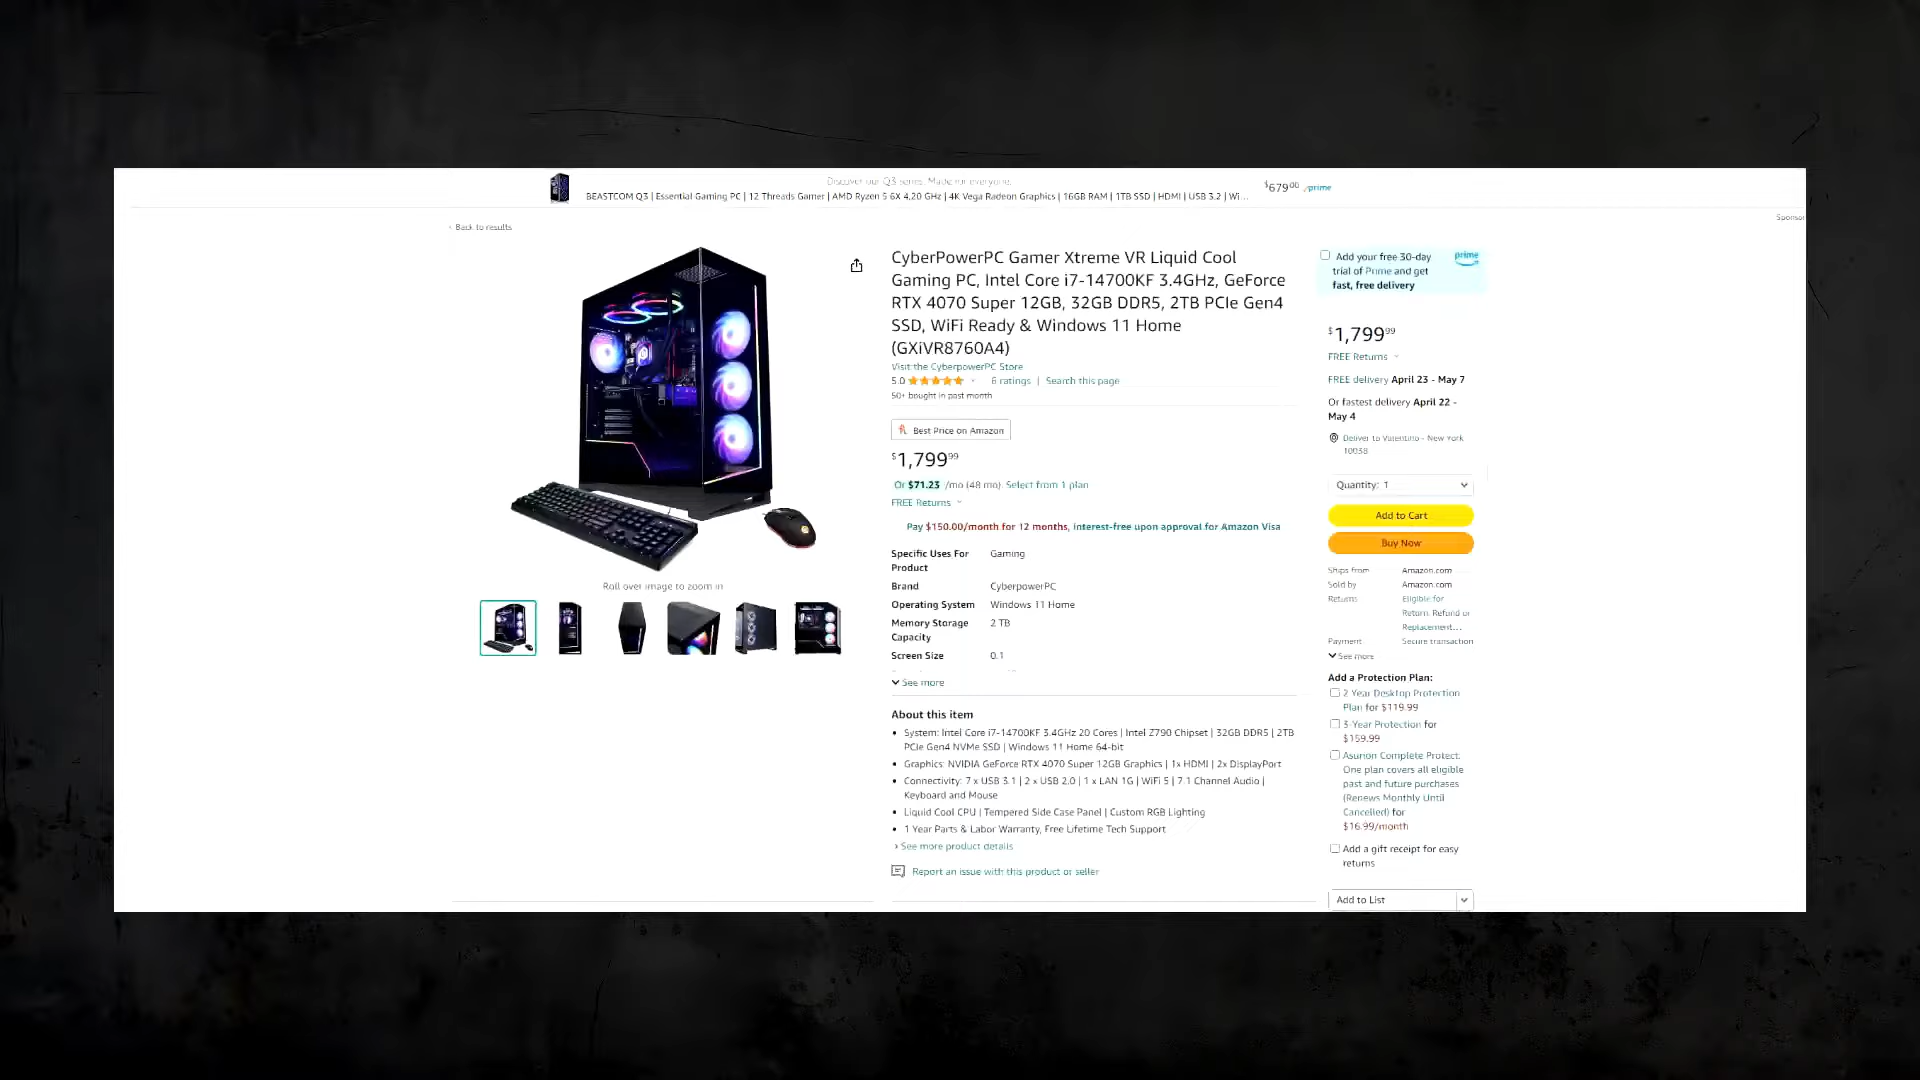 Discover our Q3 series. Made for everyone.
BEASTCOM Q3 | Essential Gaming PC | 12 Threads Gamer | AMD Ryzen 5 6X 4.20 GHz | 4K Vega Radeon Graphics | 16GB RAM | 1TB SSD | HDMI | USB 3.2 | Wi...
$679.00 prime
Sponsor
‹ Back to results
CyberPowerPC Gamer Xtreme VR Liquid Cool
Gaming PC, Intel Core i7-14700KF 3.4GHz, GeForce
RTX 4070 Super 12GB, 32GB DDR5, 2TB PCIe Gen4
SSD, WiFi Ready & Windows 11 Home
(GXiVR8760A4)
Visit the CyberpowerPC Store
5.0 6 ratings | Search this page
50+ bought in past month
Best Price on Amazon
$1,799.99
Or $71.23 /mo (48 mo). Select from 1 plan
FREE Returns
Pay $150.00/month for 12 months, interest-free upon approval for Amazon Visa
Specific Uses For Gaming
Product
Brand CyberpowerPC
Operating System Windows 11 Home
Memory Storage 2 TB
Capacity
Screen Size 0.1
See more
About this item
• System: Intel Core i7-14700KF 3.4GHz 20 Cores | Intel Z790 Chipset | 32GB DDR5 | 2TB
PCIe Gen4 NVMe SSD | Windows 11 Home 64-bit
• Graphics: NVIDIA GeForce RTX 4070 Super 12GB Graphics | 1x HDMI | 2x DisplayPort
• Connectivity: 7 x USB 3.1 | 2 x USB 2.0 | 1 x LAN 1G | WiFi 5 | 7.1 Channel Audio |
Keyboard and Mouse
• Liquid Cool CPU | Tempered Side Case Panel | Custom RGB Lighting
• 1 Year Parts & Labor Warranty, Free Lifetime Tech Support
› See more product details
Report an issue with this product or seller
Roll over image to zoom in
Add your free 30-day
trial of Prime and get
fast, free delivery
prime
$1,799.99
FREE Returns
FREE delivery April 23 - May 7
Or fastest delivery April 22 -
May 4
Deliver to Valentino - New York
10038
Quantity: 1
Add to Cart
Buy Now
Ships from Amazon.com
Sold by Amazon.com
Returns Eligible for
Return, Refund or
Replacement...
Payment Secure transaction
See more
Add a Protection Plan:
2 Year Desktop Protection
Plan for $119.99
3-Year Protection for
$159.99
Asurion Complete Protect:
One plan covers all eligible
past and future purchases
(Renews Monthly Until
Cancelled) for
$16.99/month
Add a gift receipt for easy
returns
Add to List